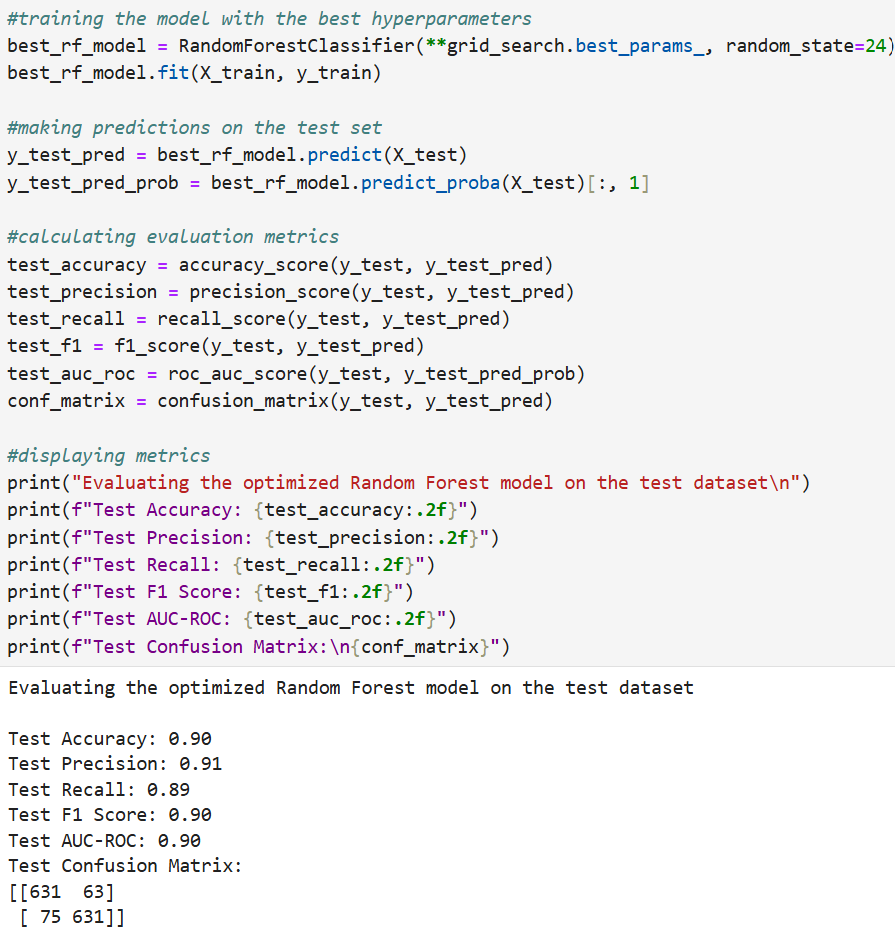 #training the model with the best hyperparameters
best_rf_model = RandomForestClassifier(**grid_search.best_params_, random_state=24)
best_rf_model.fit(X_train, y_train)

#making predictions on the test set
y_test_pred = best_rf_model.predict(X_test)
y_test_pred_prob = best_rf_model.predict_proba(X_test)[:, 1]

#calculating evaluation metrics
test_accuracy = accuracy_score(y_test, y_test_pred)
test_precision = precision_score(y_test, y_test_pred)
test_recall = recall_score(y_test, y_test_pred)
test_f1 = f1_score(y_test, y_test_pred)
test_auc_roc = roc_auc_score(y_test, y_test_pred_prob)
conf_matrix = confusion_matrix(y_test, y_test_pred)

#displaying metrics
print("Evaluating the optimized Random Forest model on the test dataset\n")
print(f"Test Accuracy: {test_accuracy:.2f}")
print(f"Test Precision: {test_precision:.2f}")
print(f"Test Recall: {test_recall:.2f}")
print(f"Test F1 Score: {test_f1:.2f}")
print(f"Test AUC-ROC: {test_auc_roc:.2f}")
print(f"Test Confusion Matrix:\n{conf_matrix}")

Evaluating the optimized Random Forest model on the test dataset

Test Accuracy: 0.90
Test Precision: 0.91
Test Recall: 0.89
Test F1 Score: 0.90
Test AUC-ROC: 0.90
Test Confusion Matrix:
[[631  63]
 [ 75 631]]